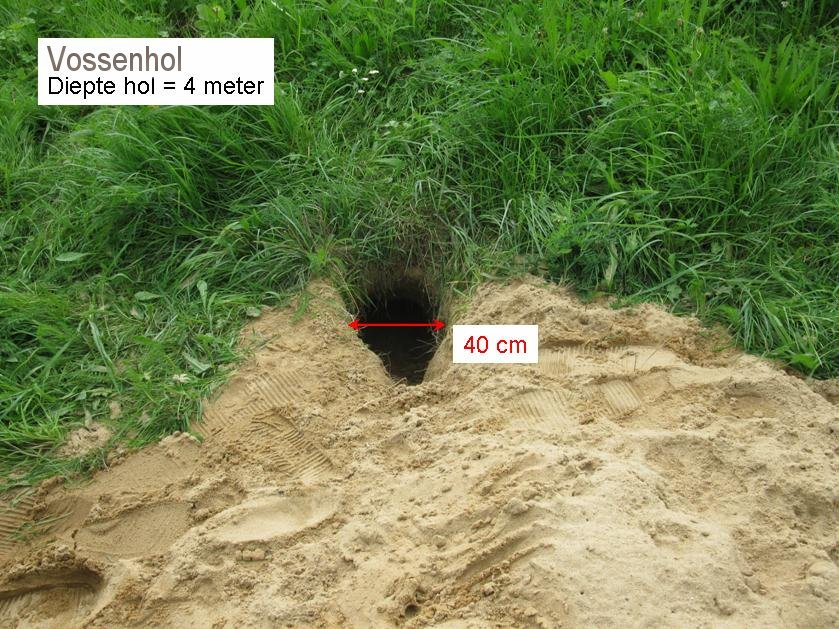 Vossenhol
Diepte hol = 4 meter
40 cm